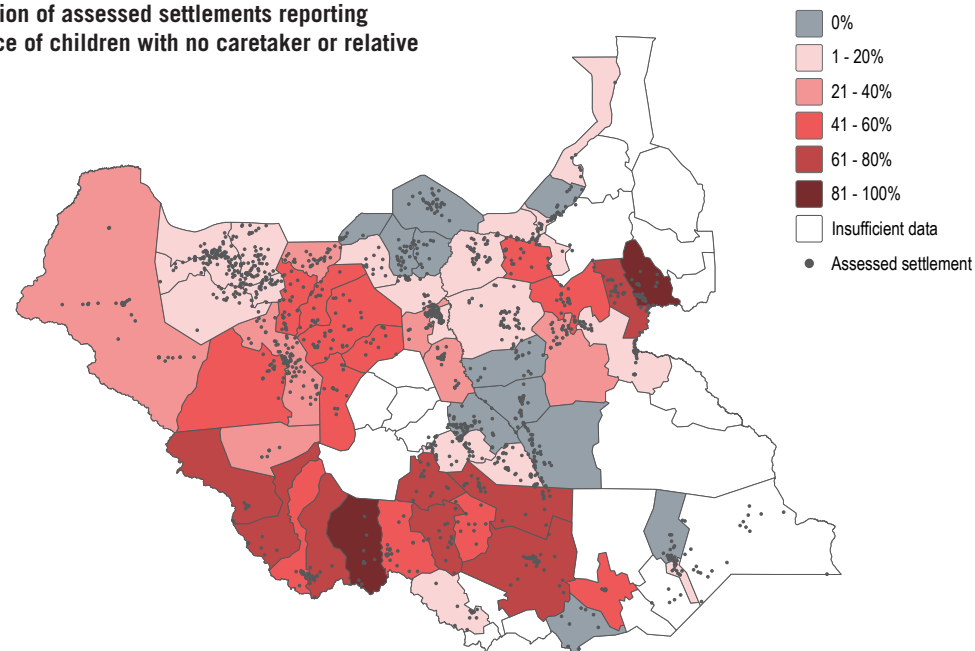 ion of assessed settlements reporting
ce of children with no caretaker or relative
0%
1 - 20%
21 - 40%
41 - 60%
61 - 80%
81 - 100%
Insufficient data
Assessed settlement